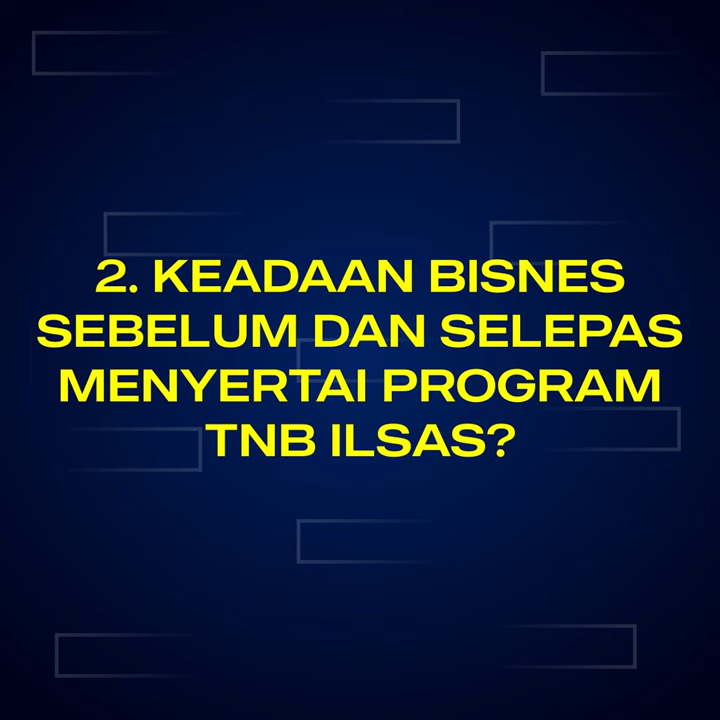 2. KEADAAN BISNES
SEBELUM DAN SELEPAS
MENYERTAI PROGRAM
TNB ILSAS?